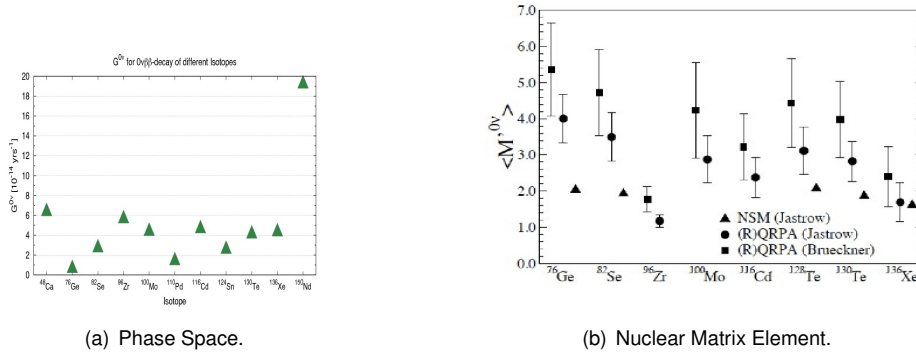 G⁰ᵛ for 0νββ-decay of different Isotopes
G⁰ᵛ [10⁻¹⁴ yrs⁻¹]
20
18
16
14
12
10
8
6
4
2
0
⁴⁸Ca ⁷⁶Ge ⁸²Se ⁹⁶Zr ¹⁰⁰Mo ¹¹⁰Pd ¹¹⁶Cd ¹²⁴Sn ¹³⁰Te ¹³⁶Xe ¹⁵⁰Nd
Isotope
(a) Phase Space.
<M'⁰ᵛ>
7.0
6.0
5.0
4.0
3.0
2.0
1.0
0.0
NSM (Jastrow)
(R)QRPA (Jastrow)
(R)QRPA (Brueckner)
⁷⁶Ge ⁸²Se ⁹⁶Zr ¹⁰⁰Mo ¹¹⁶Cd ¹²⁸Te ¹³⁰Te ¹³⁶Xe
(b) Nuclear Matrix Element.